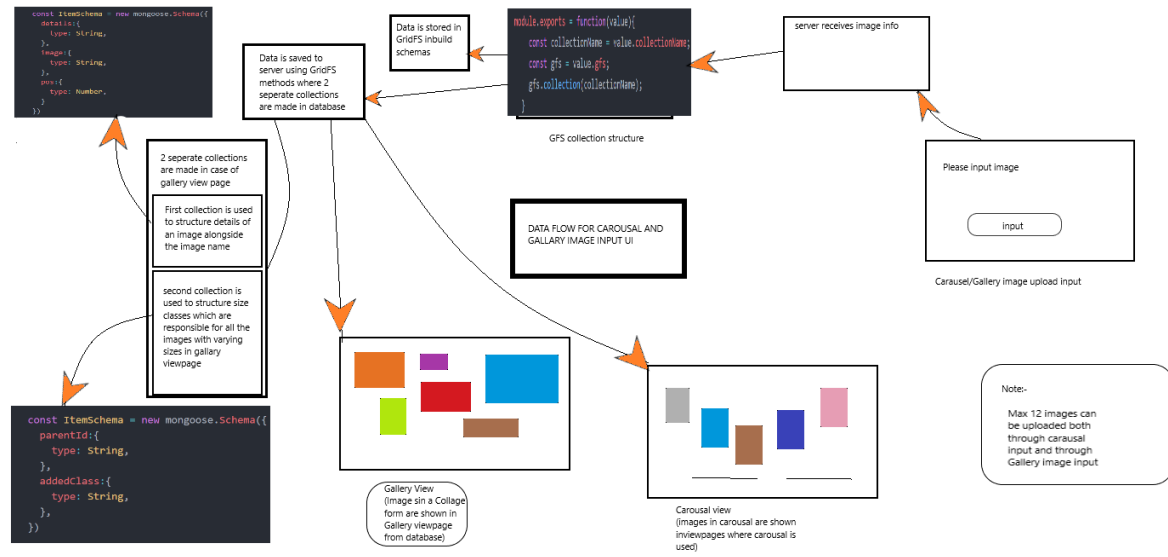 const ItemSchema = new mongoose.Schema({
details:{
type: String,
},
image:{
type: String,
},
pos:{
type: Number,
}
})
Data is saved to
server using GridFS
methods where 2
seperate collections
are made in database
Data is stored in
GridFS inbuild
schemas
module.exports = function(value){
const collectionName = value.collectionName;
const gfs = value.gfs;
gfs.collection(collectionName);
}
GFS collection structure
server receives image info
Please input image
input
Carausel/Gallery image upload input
2 seperate collections
are made in case of
gallery view page
First collection is used
to structure details of
an image alongside
the image name
second collection is
used to structure size
classes which are
responsible for all the
images with varying
sizes in gallary
viewpage
DATA FLOW FOR CAROUSAL AND
GALLARY IMAGE INPUT UI
const ItemSchema = new mongoose.Schema({
parentId:{
type: String,
},
addedClass:{
type: String,
},
})
Gallery View
(Image sin a Collage
form are shown in
Gallery viewpage
from database)
Carousal view
(images in carousal are shown
inviewpages where carousal is
used)
Note:-
Max 12 images can
be uploaded both
through carausal
input and through
Gallery image input